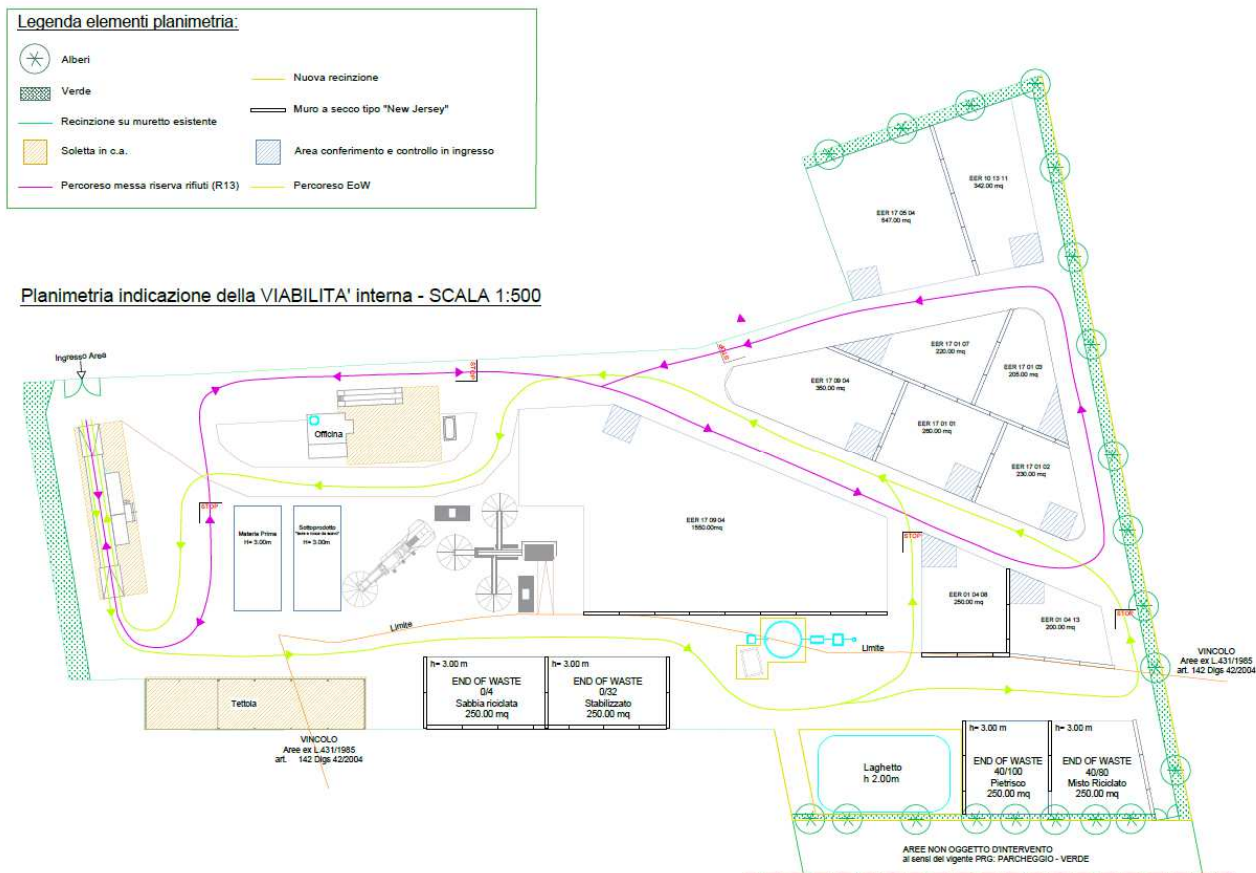 Legenda elementi planimetria:
Alberi
Verde
Recinzione su muretto esistente
Soletta in c.a.
Percoreso messa riserva rifiuti (R13)
Nuova recinzione
Muro a secco tipo "New Jersey"
Area conferimento e controllo in ingresso
Percoreso EoW
Planimetria indicazione della VIABILITA' interna - SCALA 1:500
Ingresso Area
STOP
STOP
Officina
STOP
Materia Prima
H= 3.00m
Sottoprodotto
H= 3.00m
EER 10 13 11
342.00 mq
EER 17 05 04
547.00 mq
EER 17 01 07
220.00 mq
EER 17 01 03
205.00 mq
EER 17 09 04
350.00 mq
EER 17 01 01
260.00 mq
EER 17 01 02
230.00 mq
EER 17 09 04
1550.00mq
STOP
EER 01 04 08
250.00 mq
EER 01 04 13
200.00 mq
STOP
Limite
Limite
VINCOLO
Aree ex L.431/1985
art. 142 Dlgs 42/2004
h= 3.00 m
END OF WASTE
0/4
Sabbia riciclata
250.00 mq
h= 3.00 m
END OF WASTE
0/32
Stabilizzato
250.00 mq
Tettoia
VINCOLO
Aree ex L.431/1985
art. 142 Dlgs 42/2004
Laghetto
h 2.00m
h= 3.00 m
END OF WASTE
40/100
Pietrisco
250.00 mq
h= 3.00 m
END OF WASTE
40/80
Misto Riciclato
250.00 mq
AREE NON OGGETTO D'INTERVENTO
ai sensi del vigente PRG: PARCHEGGIO - VERDE